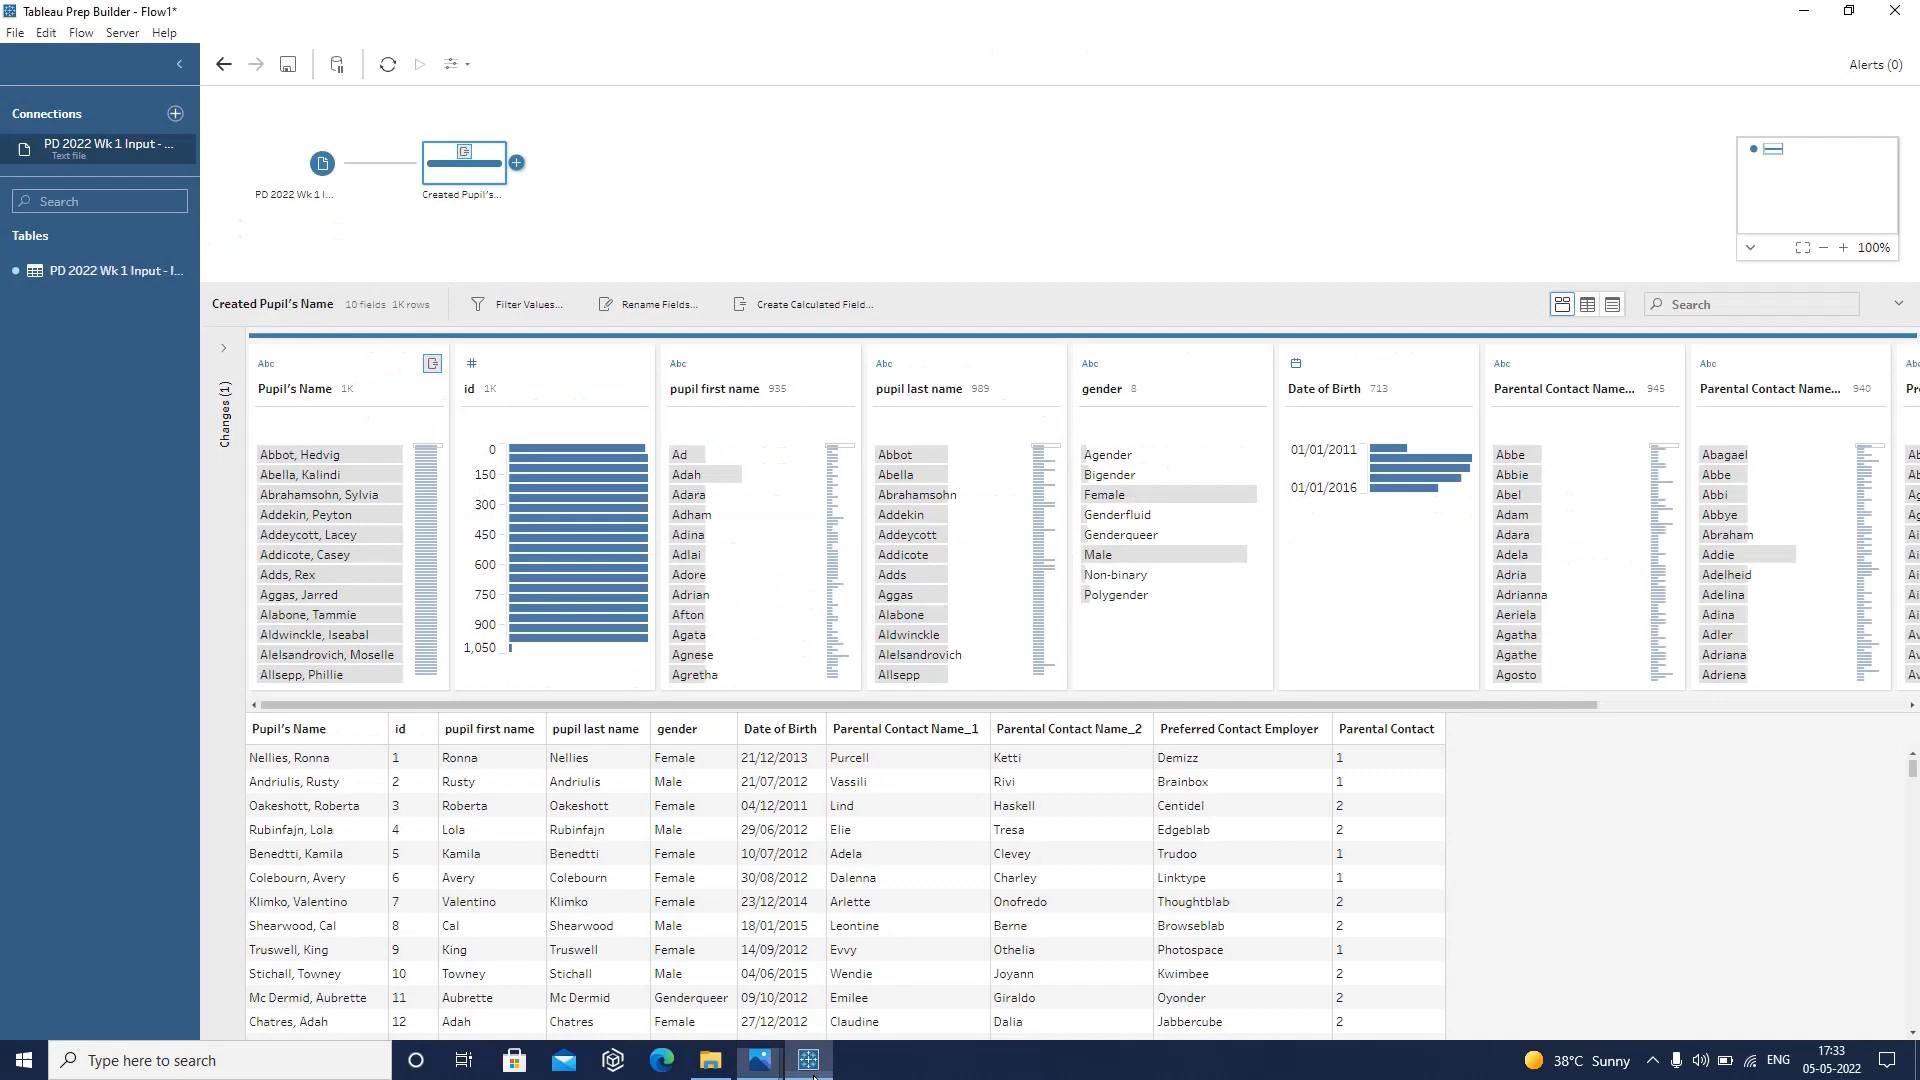 Tableau Prep Builder - Flow1*
File Edit Flow Server Help
Alerts (0)
Connections
PD 2022 Wk 1 Input - ...
Text file
Search
Tables
PD 2022 Wk 1 Input - I...
PD 2022 Wk 1 I...
Created Pupil's...
100%
Created Pupil's Name 10 fields 1K rows Filter Values... Rename Fields... Create Calculated Field... Search
Changes (1)
Abc
Pupil's Name 1K
Abbot, Hedvig
Abella, Kalindi
Abrahamsohn, Sylvia
Addekin, Peyton
Addeycott, Lacey
Addicote, Casey
Adds, Rex
Aggas, Jarred
Alabone, Tammie
Aldwinckle, Iseabal
Alelsandrovich, Moselle
Allsepp, Phillie
#
id 1K
0
150
300
450
600
750
900
1,050
Abc
pupil first name 935
Ad
Adah
Adara
Adham
Adina
Adlai
Adore
Adrian
Afton
Agata
Agnese
Agretha
Abc
pupil last name 989
Abbot
Abella
Abrahamsohn
Addekin
Addeycott
Addicote
Adds
Aggas
Alabone
Aldwinckle
Alelsandrovich
Allsepp
Abc
gender 8
Agender
Bigender
Female
Genderfluid
Genderqueer
Male
Non-binary
Polygender
Date of Birth 713
01/01/2011
01/01/2016
Abc
Parental Contact Name... 945
Abbe
Abbie
Abel
Adam
Adara
Adela
Adria
Adrianna
Aeriela
Agatha
Agathe
Agosto
Abc
Parental Contact Name... 940
Abagael
Abbe
Abbi
Abbye
Abraham
Addie
Adelheid
Adelina
Adina
Adler
Adriana
Adriena
Pupil's Name id pupil first name pupil last name gender Date of Birth Parental Contact Name_1 Parental Contact Name_2 Preferred Contact Employer Parental Contact
Nellies, Ronna 1 Ronna Nellies Female 21/12/2013 Purcell Ketti Demizz 1
Andriulis, Rusty 2 Rusty Andriulis Male 21/07/2012 Vassili Rivi Brainbox 1
Oakeshott, Roberta 3 Roberta Oakeshott Female 04/12/2011 Lind Haskell Centidel 2
Rubinfajn, Lola 4 Lola Rubinfajn Male 29/06/2012 Elie Tresa Edgeblab 2
Benedtti, Kamila 5 Kamila Benedtti Female 10/07/2012 Adela Clevey Trudoo 1
Colebourn, Avery 6 Avery Colebourn Female 30/08/2012 Dalenna Charley Linktype 1
Klimko, Valentino 7 Valentino Klimko Female 23/12/2014 Arlette Onofredo Thoughtblab 2
Shearwood, Cal 8 Cal Shearwood Male 18/01/2015 Leontine Berne Browseblab 2
Truswell, King 9 King Truswell Female 14/09/2012 Evvy Othelia Photospace 1
Stichall, Towney 10 Towney Stichall Male 04/06/2015 Wendie Joyann Kwimbee 2
Mc Dermid, Aubrette 11 Aubrette Mc Dermid Genderqueer 09/10/2012 Emilee Giraldo Oyonder 2
Chatres, Adah 12 Adah Chatres Female 27/12/2012 Claudine Dalia Jabbercube 2
Type here to search
38°C Sunny
ENG
17:33
05-05-2022